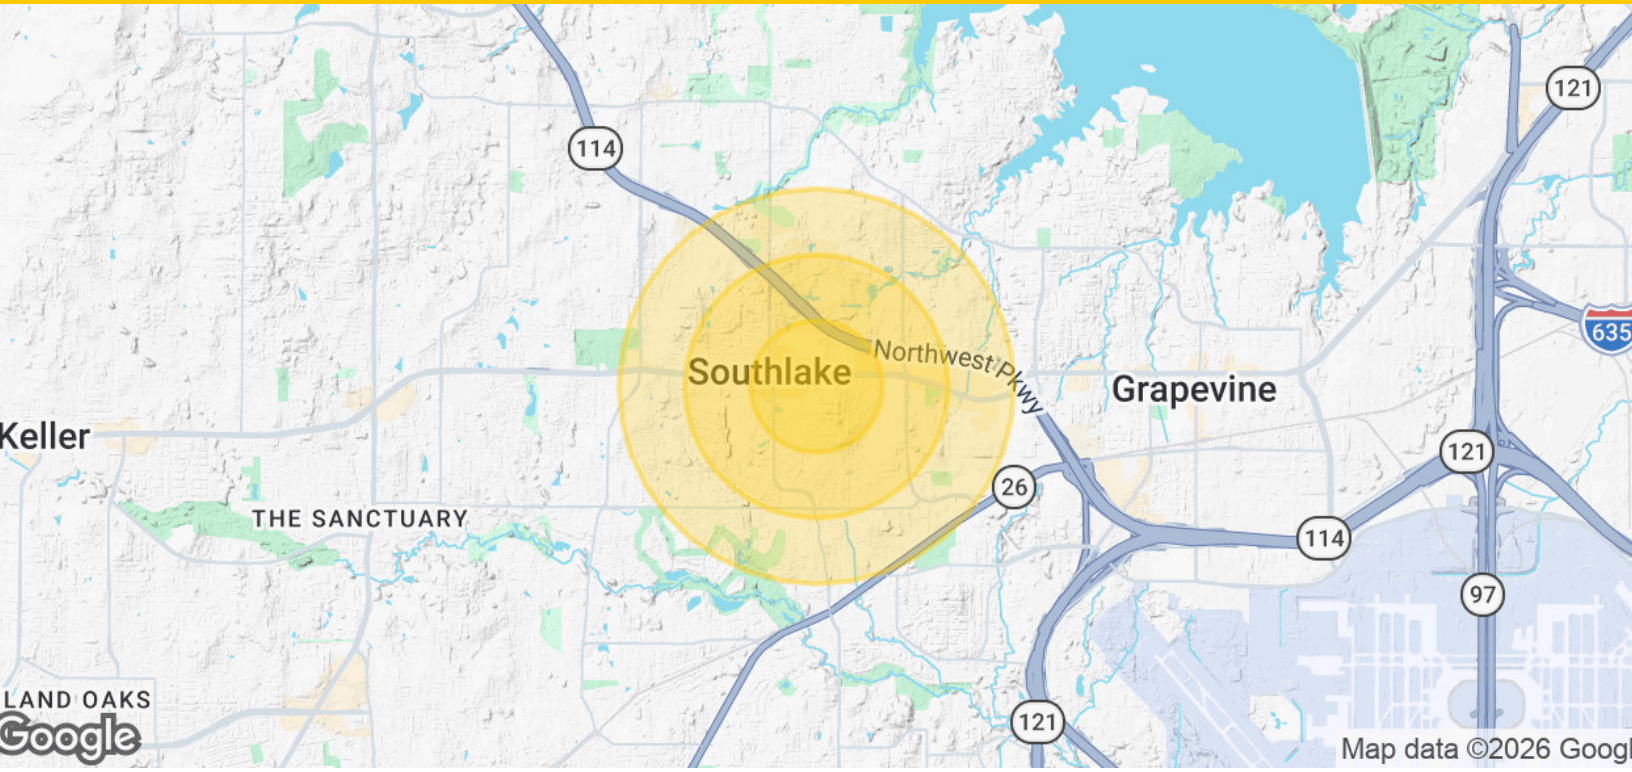 121
114
635
Northwest Pkwy
Southlake
Grapevine
Keller
121
26
THE SANCTUARY
114
97
LAND OAKS
121
Google
Map data ©2026 Googl